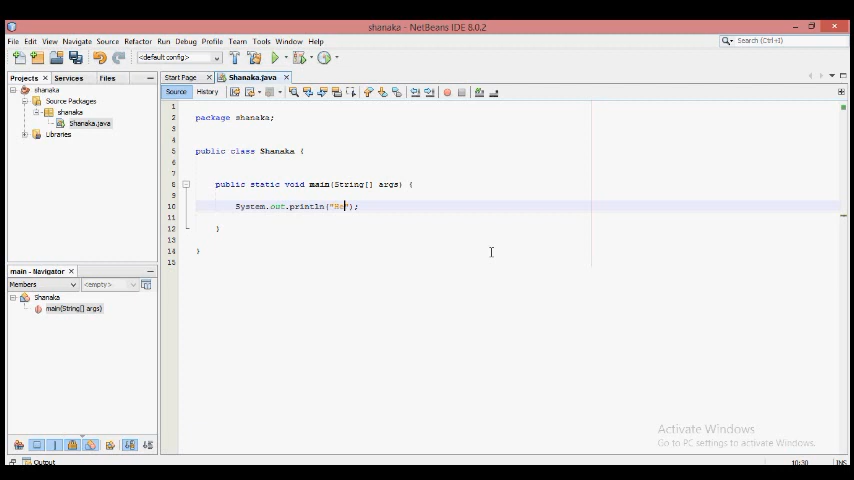 shanaka - NetBeans IDE 8.0.2
File Edit View Navigate Source Refactor Run Debug Profile Team Tools Window Help
Search (Ctrl+I)
<default config>
Projects Services Files
Start Page Shanaka.java
shanaka
Source Packages
shanaka
Shanaka.java
Libraries
Source History
1
2 package shanaka;
3
4
5 public class Shanaka {
6
7
8 public static void main(String[] args) {
9
10 System.out.println("He");
11
12 }
13
14 }
15
main - Navigator
Members <empty>
Shanaka
main(String[] args)
Activate Windows
Go to PC settings to activate Windows.
Output
10:30 INS